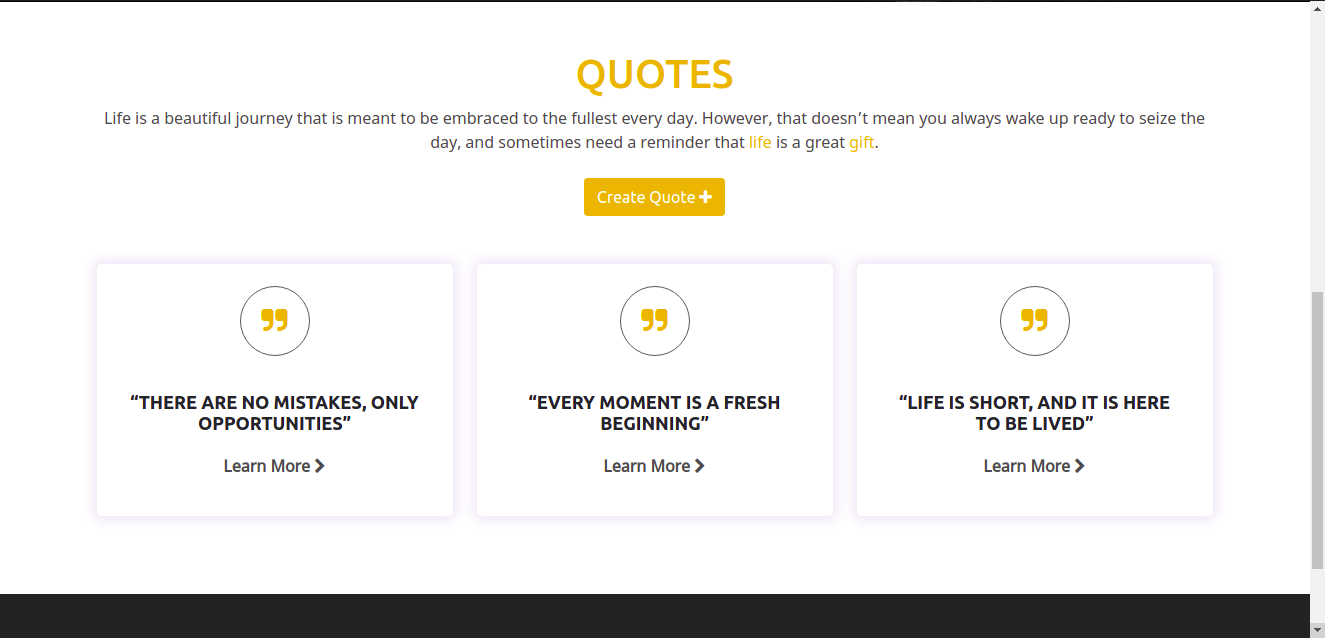 QUOTES
Life is a beautiful journey that is meant to be embraced to the fullest every day. However, that doesn’t mean you always wake up ready to seize the
day, and sometimes need a reminder that life is a great gift.
Create Quote
“THERE ARE NO MISTAKES, ONLY
OPPORTUNITIES”
Learn More
“EVERY MOMENT IS A FRESH
BEGINNING”
Learn More
“LIFE IS SHORT, AND IT IS HERE
TO BE LIVED”
Learn More